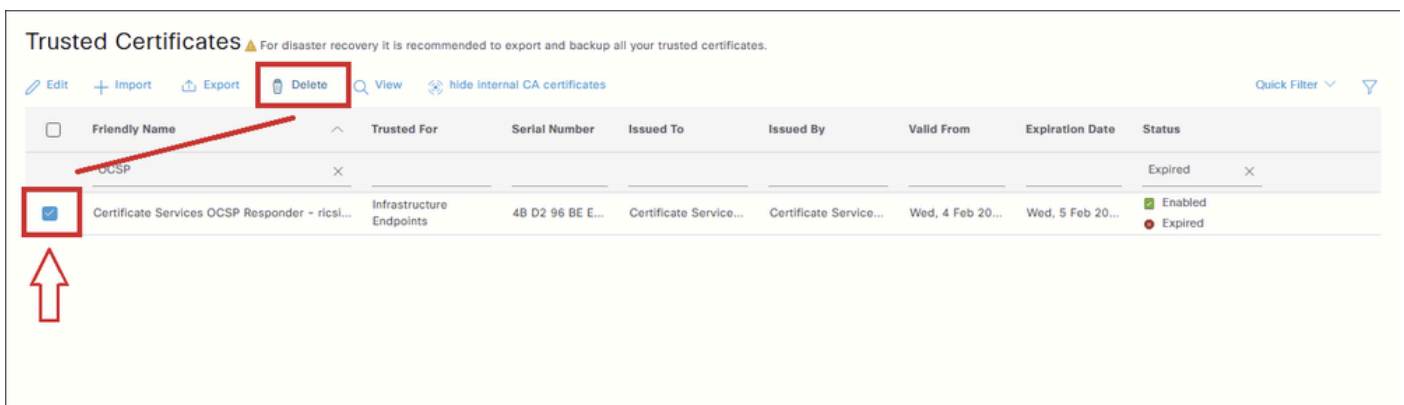 Trusted Certificates For disaster recovery it is recommended to export and backup all your trusted certificates.
Edit Import Export Delete View hide internal CA certificates Quick Filter
Friendly Name Trusted For Serial Number Issued To Issued By Valid From Expiration Date Status
OCSP Expired
Certificate Services OCSP Responder - ricsi... Infrastructure Endpoints 4B D2 96 BE E... Certificate Service... Certificate Service... Wed, 4 Feb 20... Wed, 5 Feb 20... Enabled
Expired